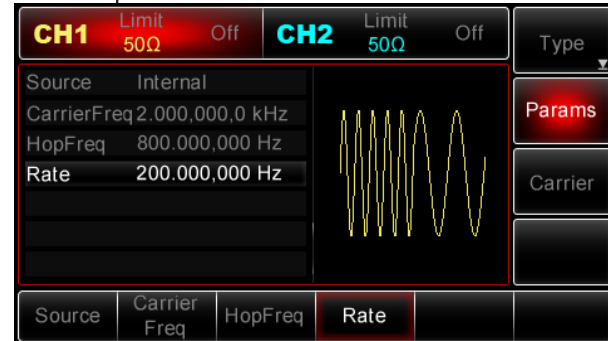 CH1 Limit 50Ω Off CH2 Limit 50Ω Off
Type
Source Internal
CarrierFreq 2.000,000,0 kHz
HopFreq 800.000,000 Hz
Rate 200.000,000 Hz
Params
Carrier
Source Carrier Freq HopFreq Rate